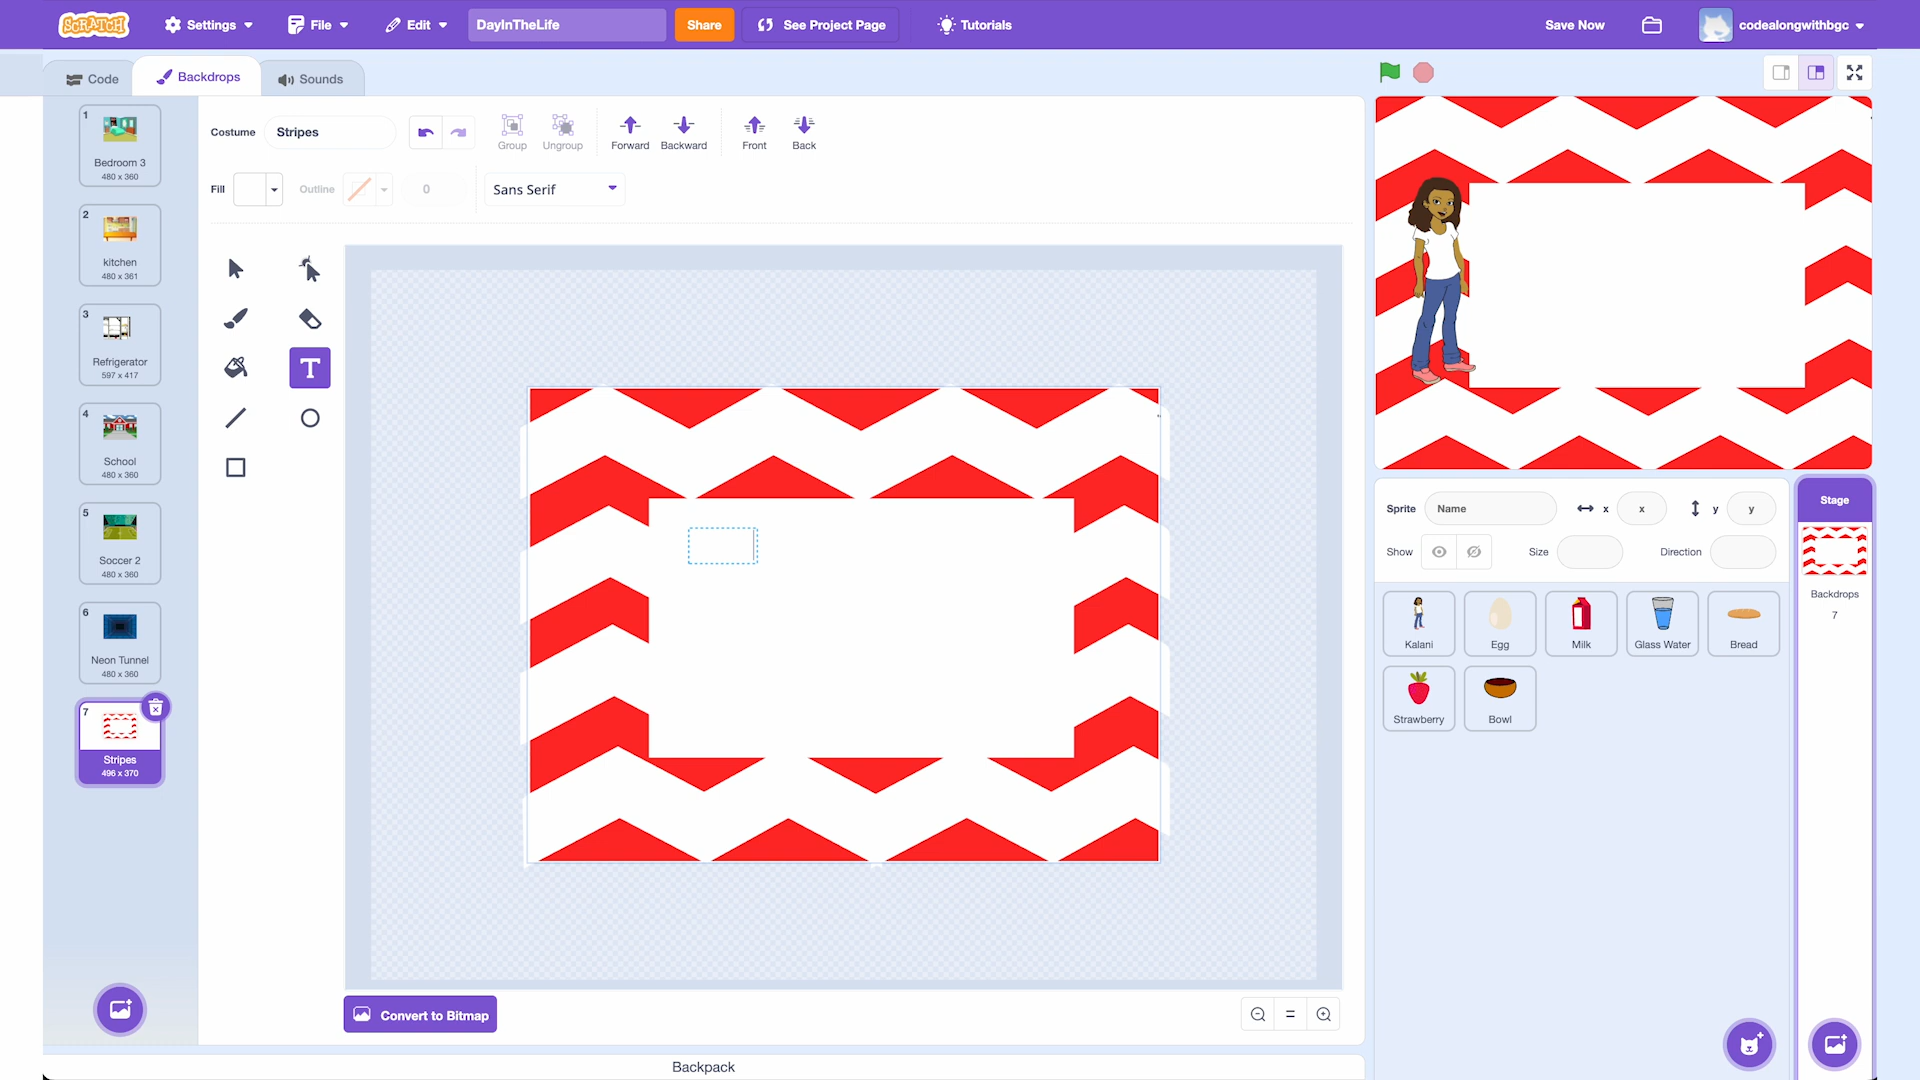 SCRATCH Settings File Edit DayInTheLife Share See Project Page Tutorials Save Now codealongwithbgc
Code Backdrops Sounds
Costume Stripes Group Ungroup Forward Backward Front Back
Fill Outline 0 Sans Serif
T
1
Bedroom 3
480 x 360
2
kitchen
480 x 361
3
Refrigerator
597 x 417
4
School
480 x 360
5
Soccer 2
480 x 360
6
Neon Tunnel
480 x 360
7
Stripes
496 x 370
Convert to Bitmap
=
Backpack
Sprite Name x x y y
Show Size Direction
Kalani Egg Milk Glass Water Bread
Strawberry Bowl
Stage
Backdrops
7